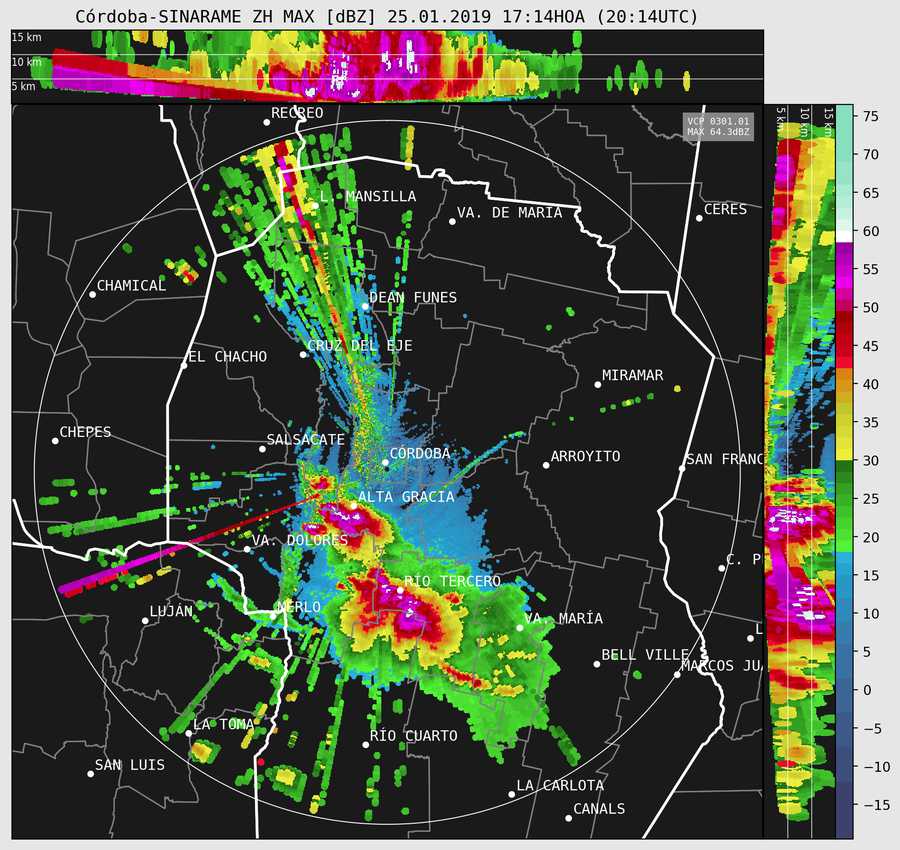 Córdoba-SINARAME ZH MAX [dBZ] 25.01.2019 17:14HOA (20:14UTC)
15 km
10 km
5 km
RECREO
VCP 0301.01
MAX 64.3dBZ
5 km
10 km
15 km
75
70
65
60
55
50
45
40
35
30
25
20
15
10
5
0
−5
−10
−15
L. MANSILLA
VA. DE MARÍA
CERES
CHAMICAL
DEAN FUNES
EL CHACHO
CRUZ DEL EJE
MIRAMAR
CHEPES
SALSACATE
CÓRDOBA
ARROYITO
SAN FRANC
ALTA GRACIA
VA. DOLORES
C. P
RÍO TERCERO
LUJÁN
MERLO
VA. MARÍA
L
BELL VILLE
MARCOS JU
LA TOMA
RÍO CUARTO
SAN LUIS
LA CARLOTA
CANALS